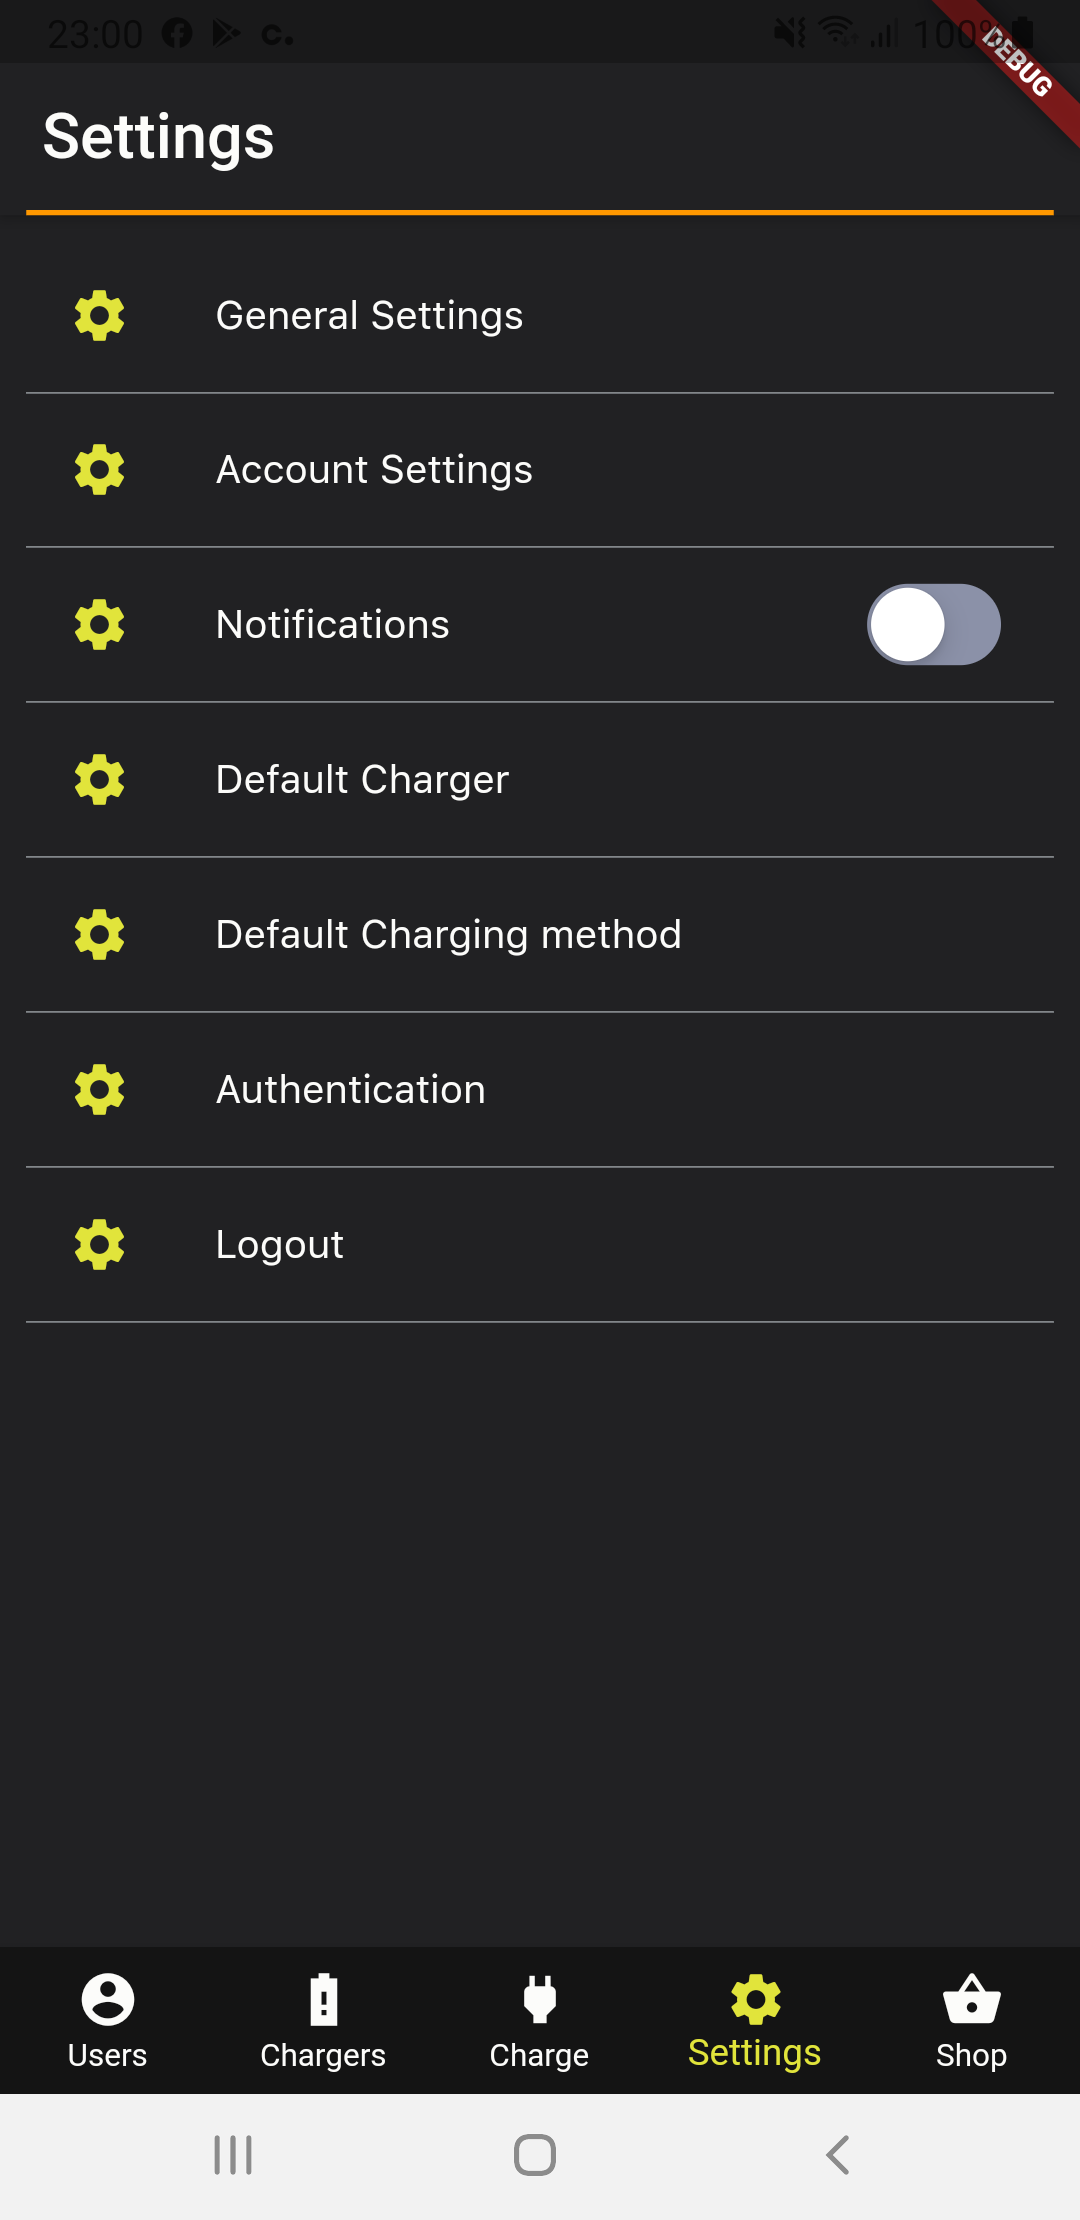 23:00
100%
DEBUG
Settings
General Settings
Account Settings
Notifications
Default Charger
Default Charging method
Authentication
Logout
Users
Chargers
Charge
Settings
Shop